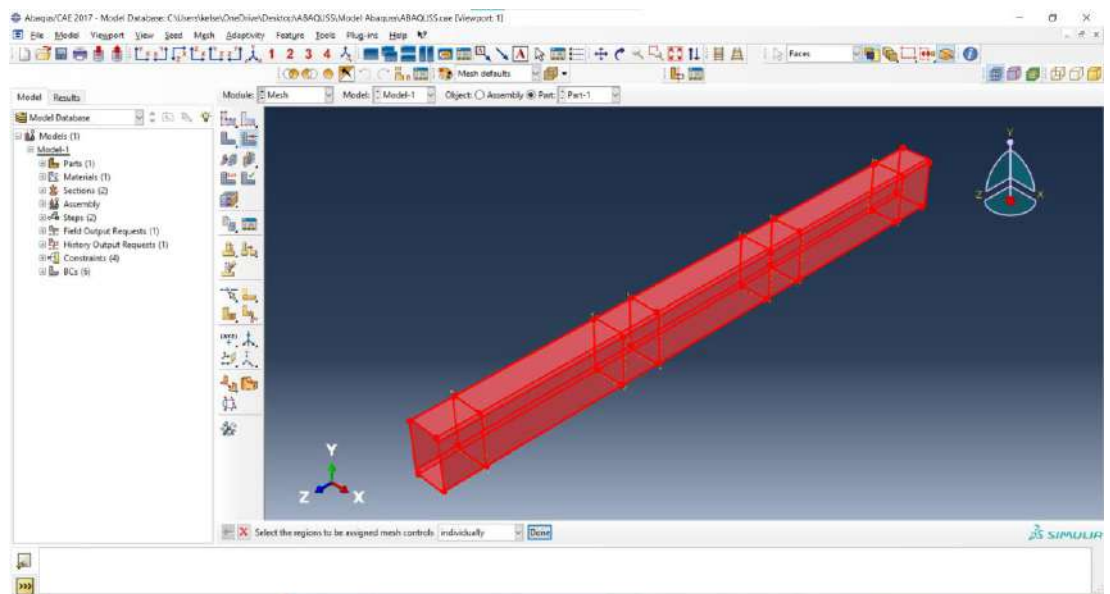 Abaqus/CAE 2017 - Model Database: C:\Users\kelse\OneDrive\Desktop\ABAQUSS\Model Abaqus\ABAQUSS.cae [Viewport: 1]
File Model Viewport View Seed Mesh Adaptivity Feature Tools Plug-ins Help
1 2 3 4 A Faces
Mesh defaults
Model Results Module: Mesh Model: Model-1 Object: Assembly Part: Part-1
Model Database
Models (1)
Model-1
Parts (1)
Materials (1)
Sections (2)
Assembly
Steps (2)
Field Output Requests (1)
History Output Requests (1)
Constraints (4)
BCs (6)
Y
Z X
Y
Z X
Select the regions to be assigned mesh controls individually Done
SIMULIA
>>>